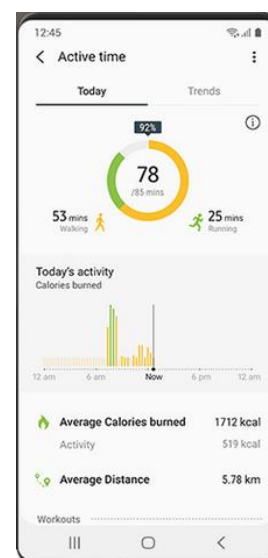 12:45
Active time
Today Trends
92%
78
/85 mins
53 mins
Walking
25 mins
Running
Today's activity
Calories burned
12 am 6 am Now 6 pm 12 am
Average Calories burned 1712 kcal
Activity 519 kcal
Average Distance 5.78 km
Workouts